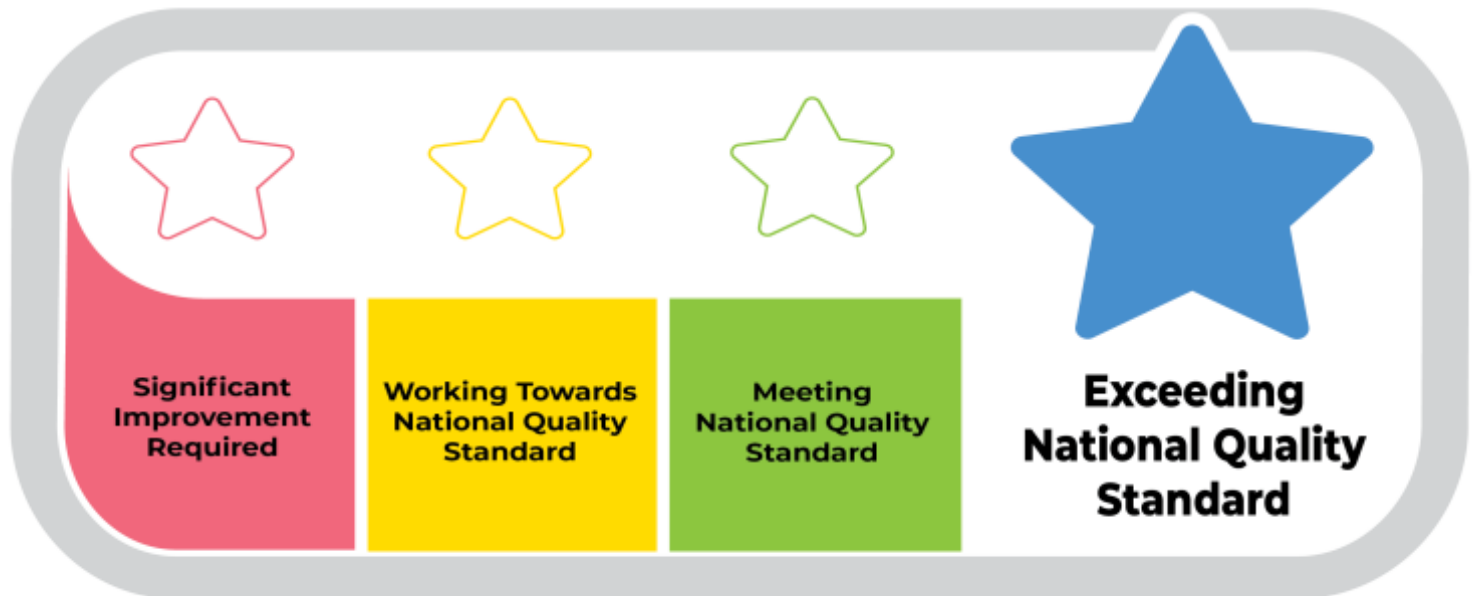 Significant
Improvement
Required
Working Towards
National Quality
Standard
Meeting
National Quality
Standard
Exceeding
National Quality
Standard